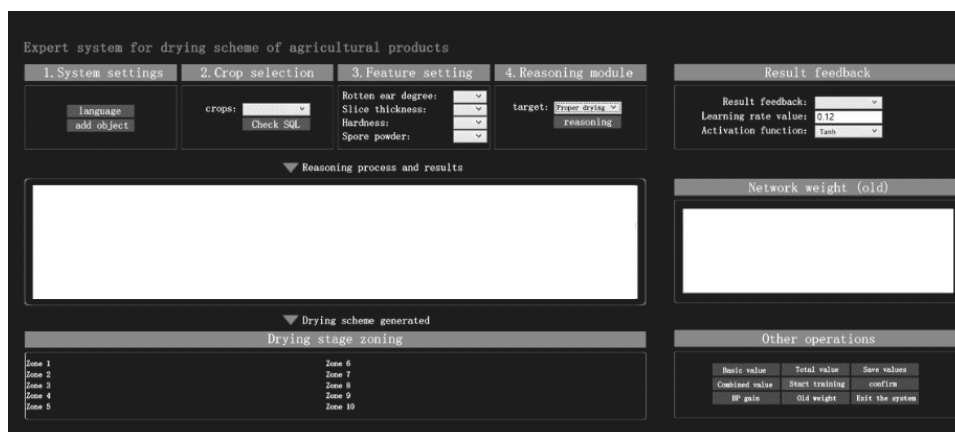 Expert system for drying scheme of agricultural products
1.System settings
2.Crop selection
3.Feature setting
4.Reasoning module
Result feedback
language
add object
crops:
Check SQL
Rotten ear degree:
Slice thickness:
Hardness:
Spore powder:
target: Proper drying
reasoning
Result feedback:
Learning rate value: 0.12
Activation function: Tanh
Reasoning process and results
Network weight (old)
Drying scheme generated
Drying stage zoning
Zone 1
Zone 2
Zone 3
Zone 4
Zone 5
Zone 6
Zone 7
Zone 8
Zone 9
Zone 10
Other operations
Basic value Total value Save values
Combined value Start training confirm
BP gain Old weight Exit the system